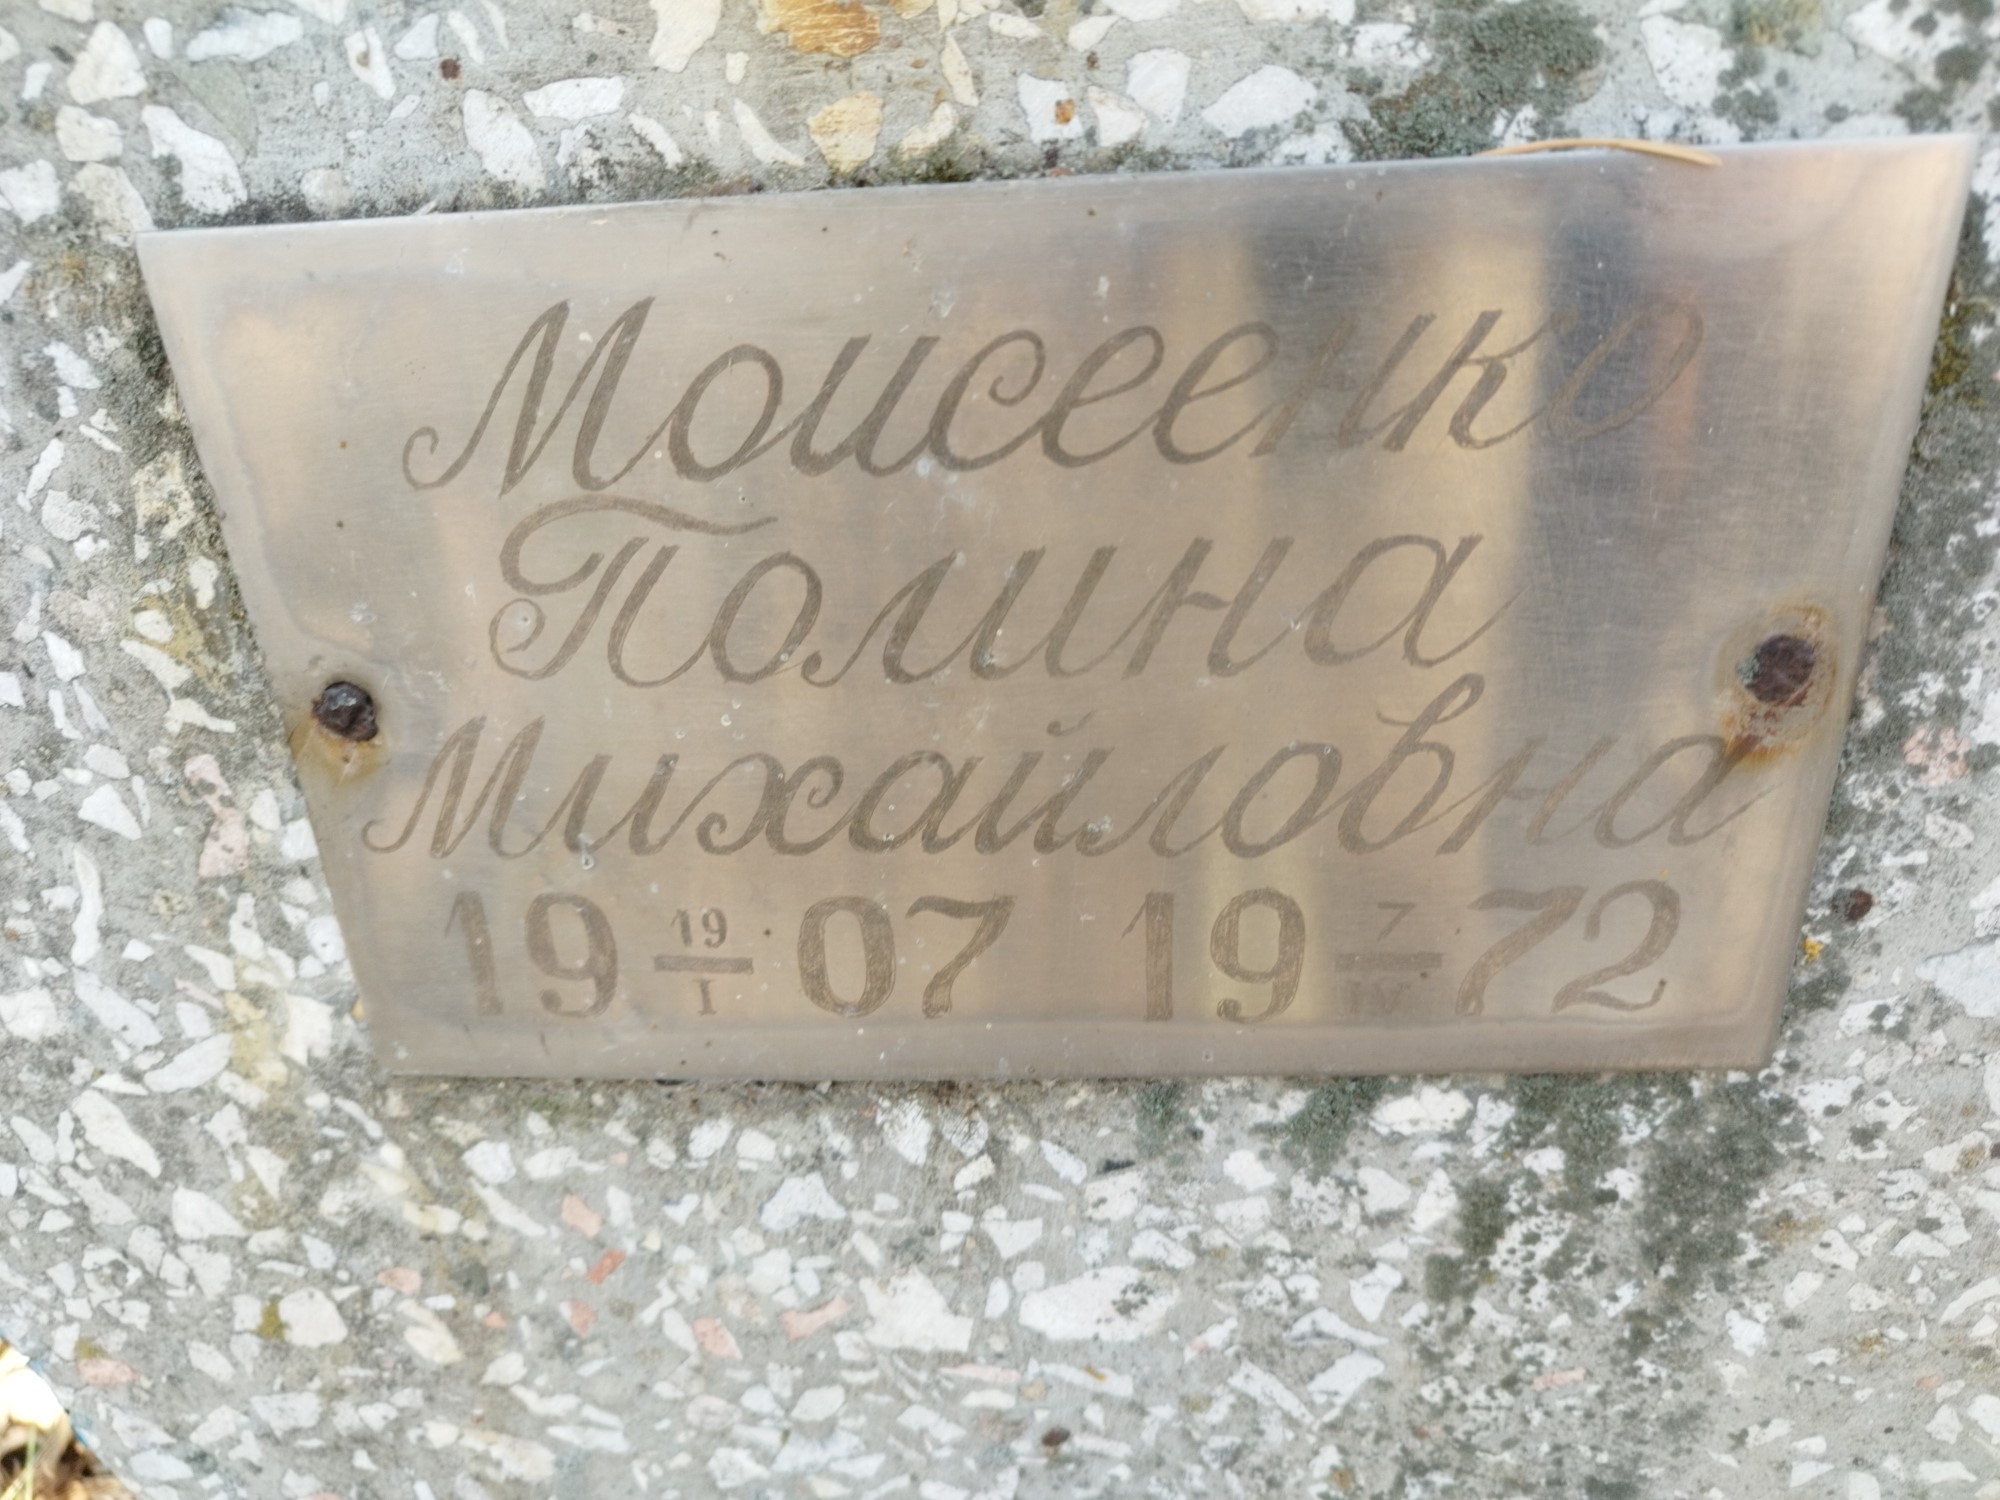 Моисеенко
Полина
Михайловна
19 19/I 07 19 7/IV 72